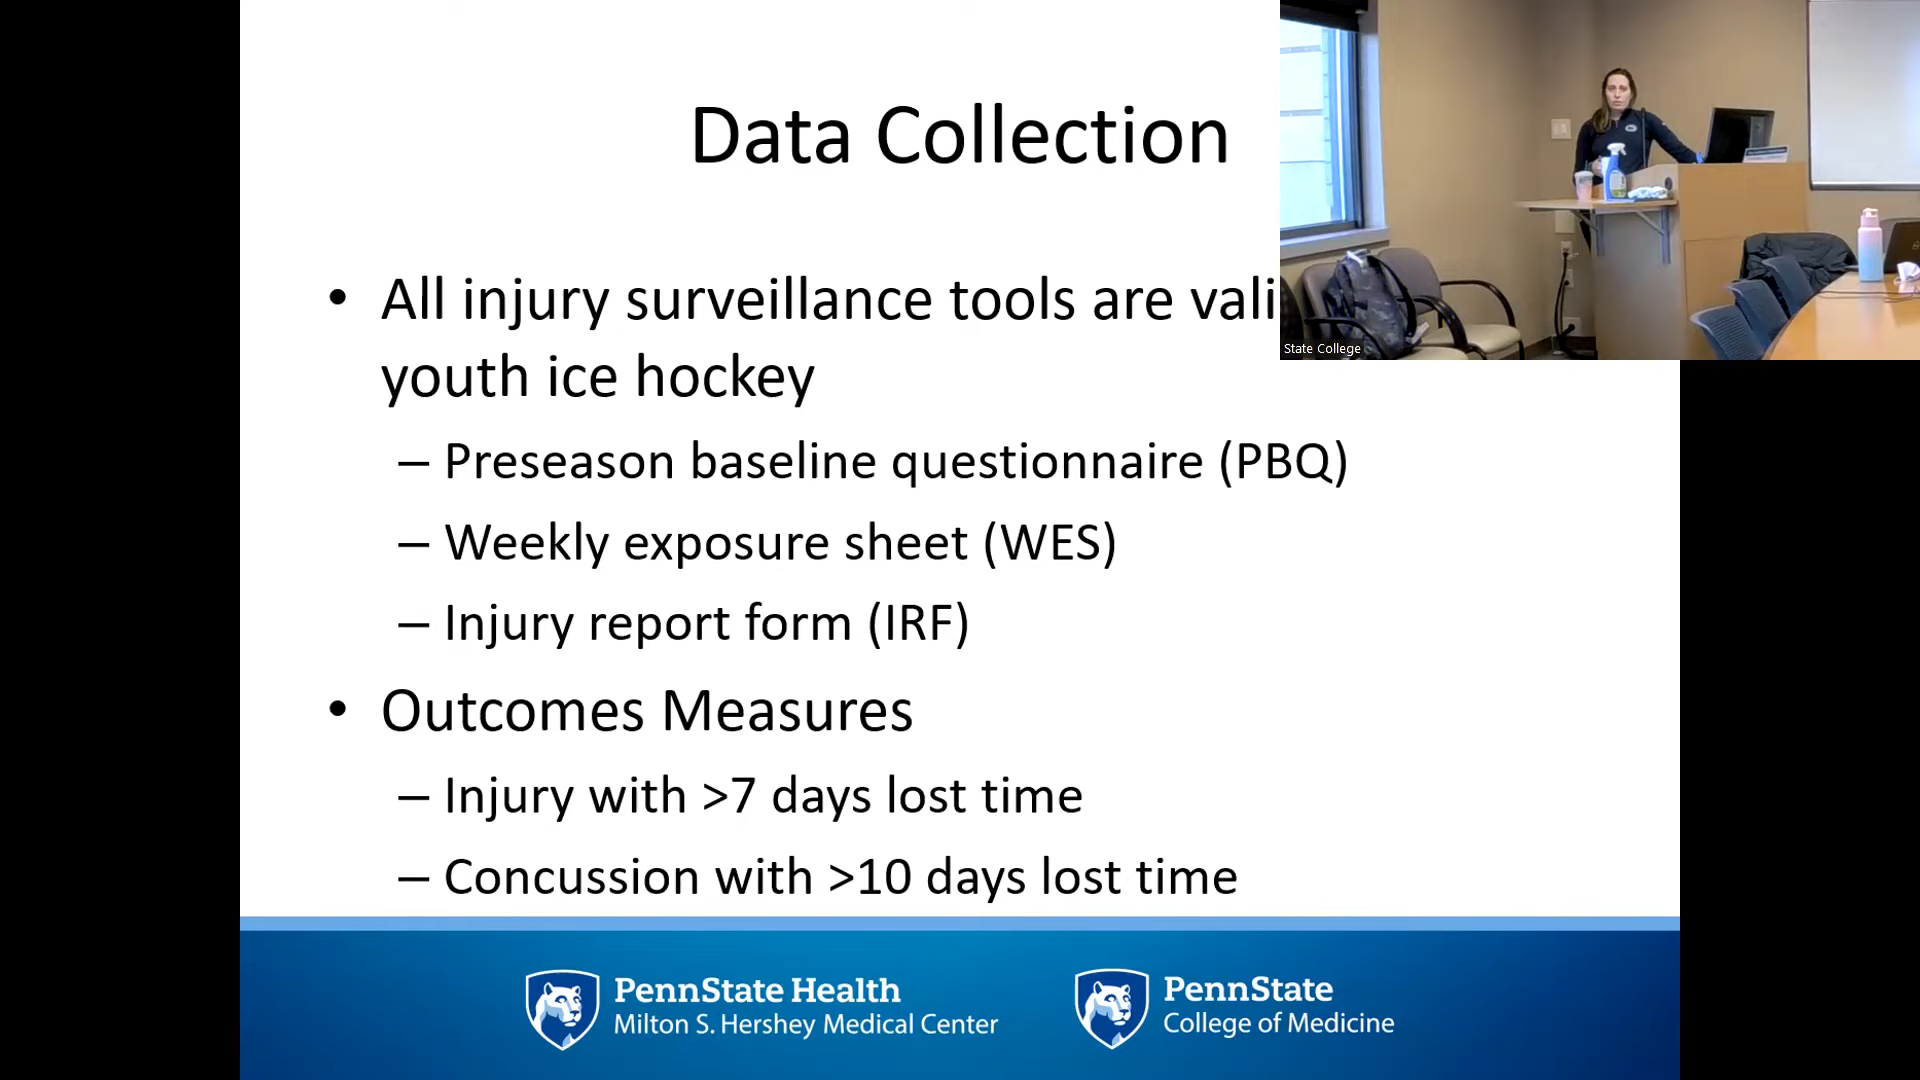 Data Collection
• All injury surveillance tools are vali
youth ice hockey
– Preseason baseline questionnaire (PBQ)
– Weekly exposure sheet (WES)
– Injury report form (IRF)
• Outcomes Measures
– Injury with >7 days lost time
– Concussion with >10 days lost time
State College
PennState Health
Milton S. Hershey Medical Center
PennState
College of Medicine